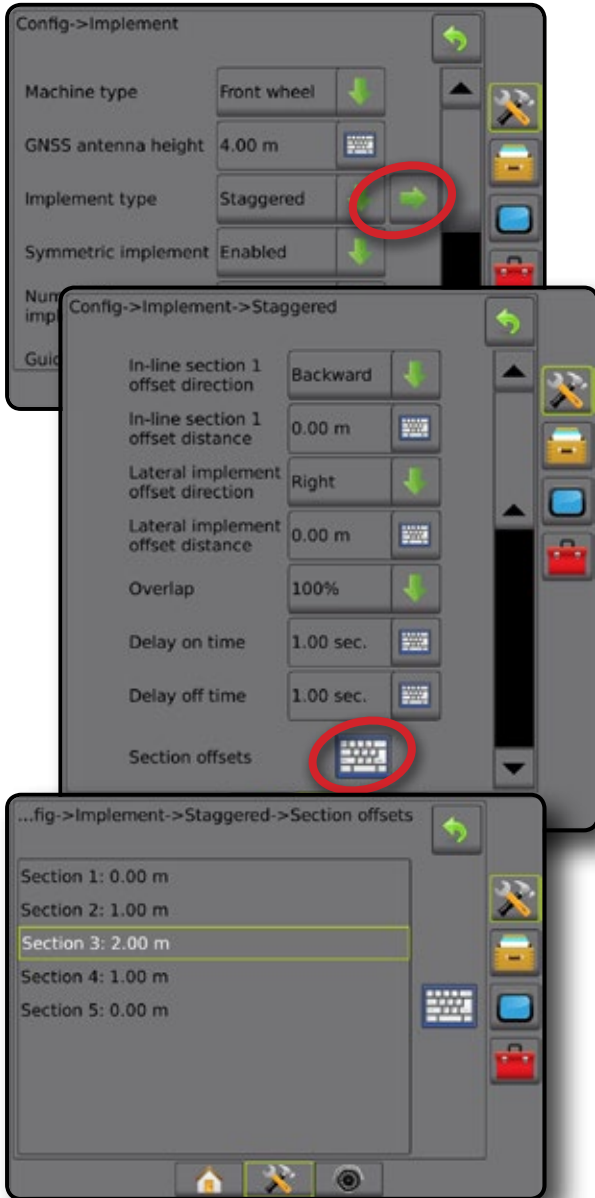 Config->Implement
Machine type Front wheel
GNSS antenna height 4.00 m
Implement type Staggered
Symmetric implement Enabled
Num
impl
Guid
Config->Implement->Staggered
In-line section 1
offset direction Backward
In-line section 1
offset distance 0.00 m
Lateral implement
offset direction Right
Lateral implement
offset distance 0.00 m
Overlap 100%
Delay on time 1.00 sec.
Delay off time 1.00 sec.
Section offsets
...fig->Implement->Staggered->Section offsets
Section 1: 0.00 m
Section 2: 1.00 m
Section 3: 2.00 m
Section 4: 1.00 m
Section 5: 0.00 m